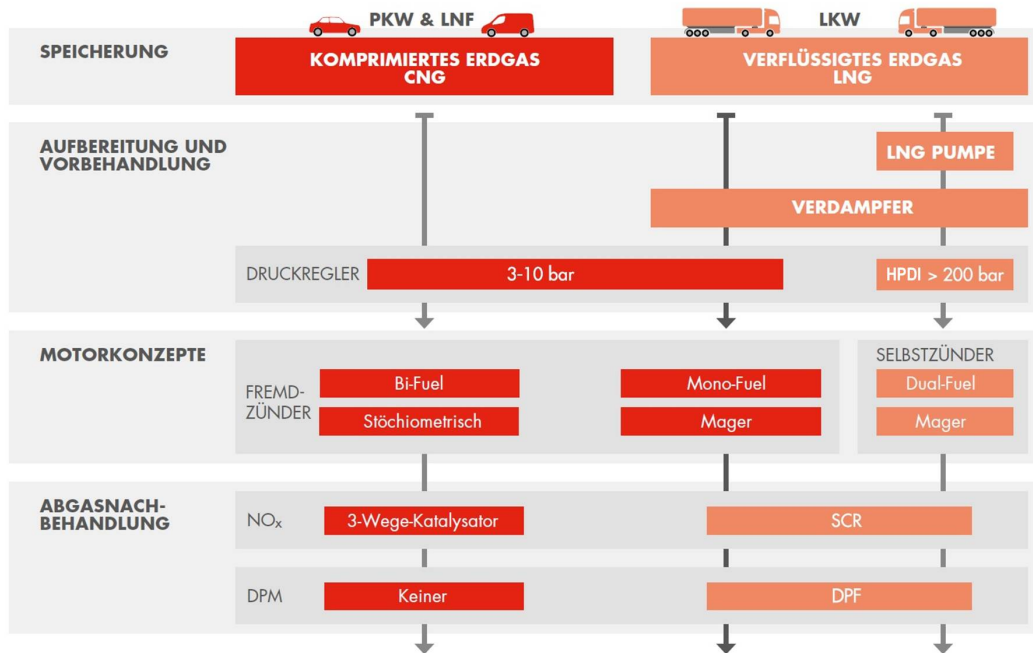 PKW & LNF
LKW
SPEICHERUNG
KOMPRIMIERTES ERDGAS
CNG
VERFLÜSSIGTES ERDGAS
LNG
AUFBEREITUNG UND
VORBEHANDLUNG
LNG PUMPE
VERDAMPFER
DRUCKREGLER
3-10 bar
HPDI > 200 bar
MOTORKONZEPTE
SELBSTZÜNDER
FREMD-
ZÜNDER
Bi-Fuel
Mono-Fuel
Dual-Fuel
Stöchiometrisch
Mager
Mager
ABGASNACH-
BEHANDLUNG
NOₓ
3-Wege-Katalysator
SCR
DPM
Keiner
DPF